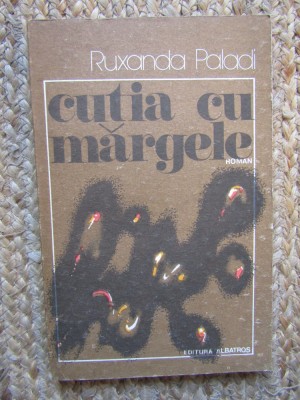 Ruxanda Paladi
cutia cu
mărgele
ROMAN
EDITURA ALBATROS